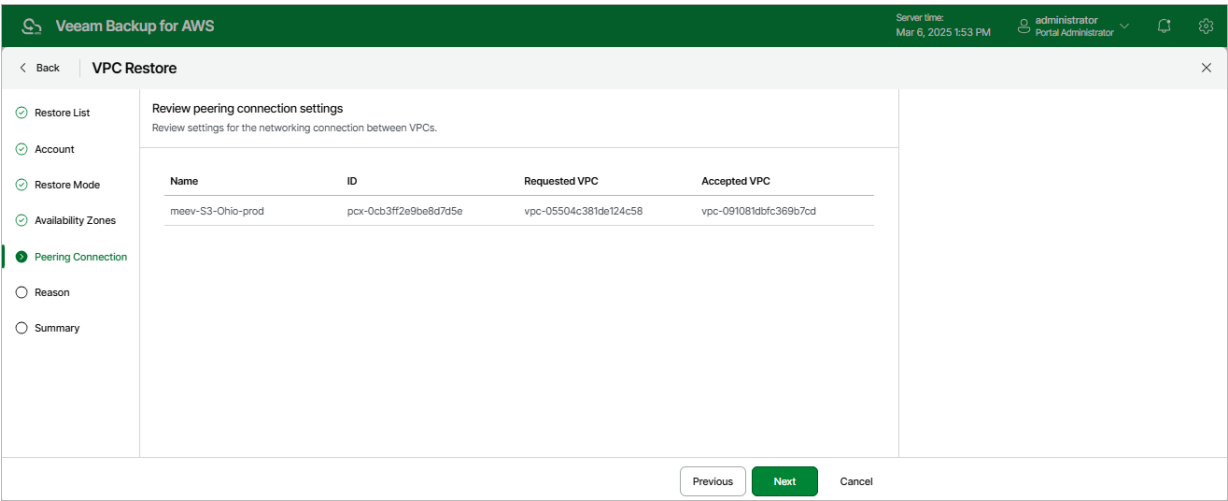 Veeam Backup for AWS
Server time:
Mar 6, 2025 1:53 PM
administrator
Portal Administrator
Back
VPC Restore
Restore List
Account
Restore Mode
Availability Zones
Peering Connection
Reason
Summary
Review peering connection settings
Review settings for the networking connection between VPCs.
Name ID Requested VPC Accepted VPC
meev-S3-Ohio-prod pcx-0cb3ff2e9be8d7d5e vpc-05504c381de124c58 vpc-091081dbfc369b7cd
Previous Next Cancel